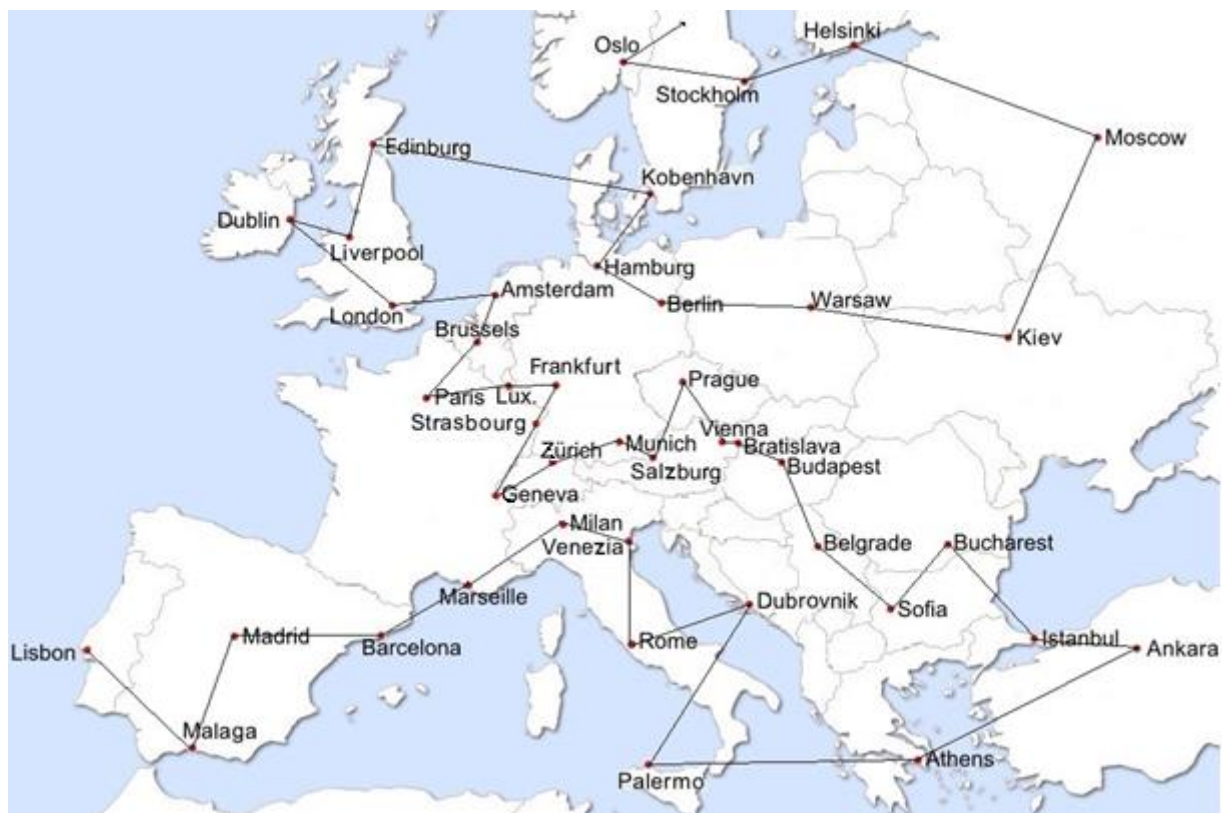 Helsinki
Oslo
Stockholm
Moscow
Edinburg
Kobenhavn
Dublin
Liverpool
Hamburg
Amsterdam
Berlin
Warsaw
London
Brussels
Kiev
Frankfurt
Prague
Paris
Lux.
Strasbourg
Vienna
Zürich
Munich
Bratislava
Salzburg
Budapest
Geneva
Milan
Venezia
Belgrade
Bucharest
Marseille
Dubrovnik
Sofia
Madrid
Barcelona
Rome
Istanbul
Ankara
Lisbon
Malaga
Athens
Palermo